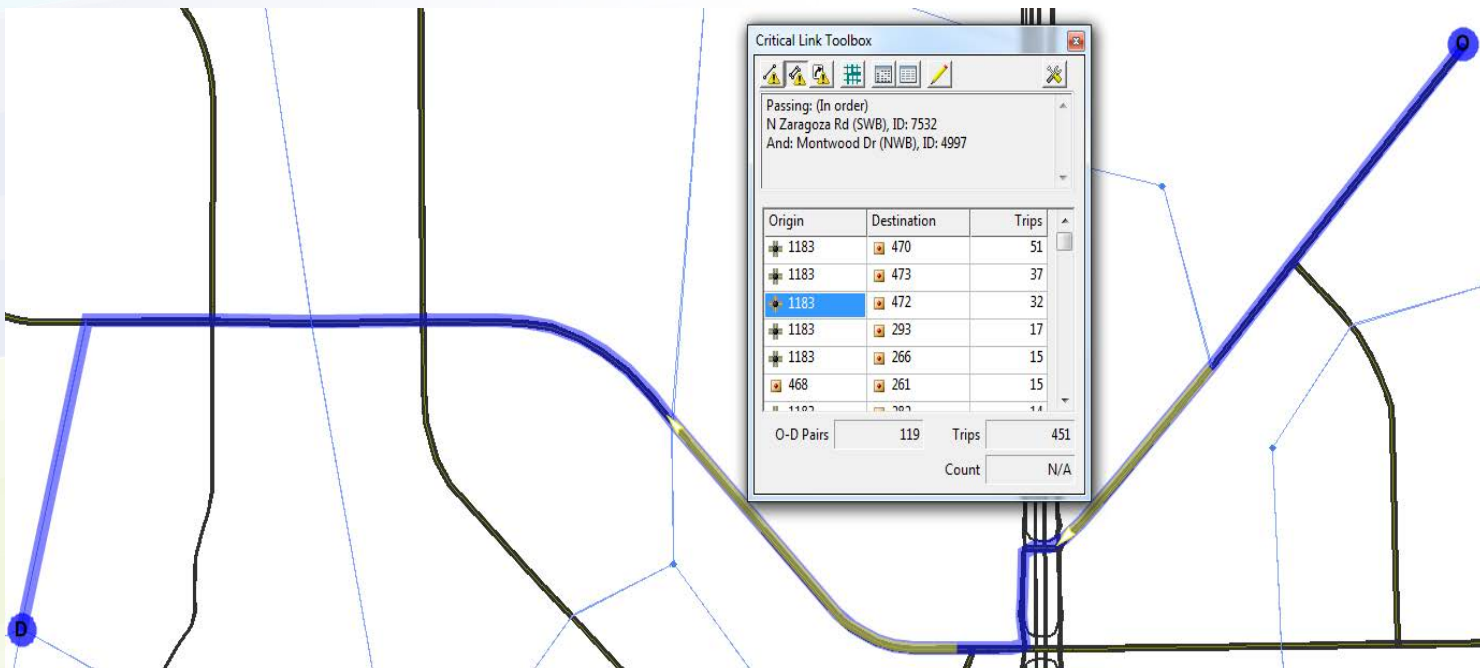 Critical Link Toolbox
Passing: (In order)
N Zaragoza Rd (SWB), ID: 7532
And: Montwood Dr (NWB), ID: 4997
Origin Destination Trips
1183 470 51
1183 473 37
1183 472 32
1183 293 17
1183 266 15
468 261 15
O-D Pairs 119 Trips 451
Count N/A
O
D